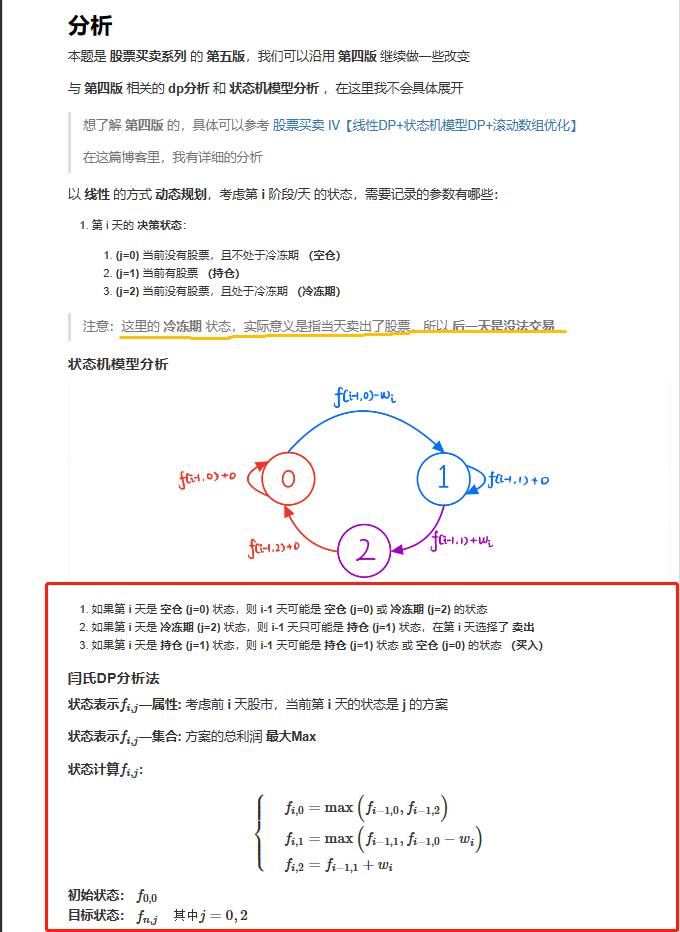 分析
本题是 股票买卖系列 的 第五版，我们可以沿用 第四版 继续做一些改变
与 第四版 相关的 dp分析 和 状态机模型分析 ，在这里我不会具体展开
想了解 第四版 的，具体可以参考 股票买卖 IV【线性DP+状态机模型DP+滚动数组优化】
在这篇博客里，我有详细的分析
以 线性 的方式 动态规划，考虑第 i 阶段/天 的状态，需要记录的参数有哪些：
1. 第 i 天的 决策状态：
1. (j=0) 当前没有股票，且不处于冷冻期 （空仓）
2. (j=1) 当前有股票 （持仓）
3. (j=2) 当前没有股票，且处于冷冻期 （冷冻期）
注意：这里的 冷冻期 状态，实际意义是指当天卖出了股票，所以 后一天是没法交易
状态机模型分析
f(i-1,0)-wi
f(i-1,0)+0
0
1
f(i-1,1)+0
f(i-1,2)+0
2
f(i-1,1)+wi
1. 如果第 i 天是 空仓 (j=0) 状态，则 i-1 天可能是 空仓 (j=0) 或 冷冻期 (j=2) 的状态
2. 如果第 i 天是 冷冻期 (j=2) 状态，则 i-1 天只可能是 持仓 (j=1) 状态，在第 i 天选择了 卖出
3. 如果第 i 天是 持仓 (j=1) 状态，则 i-1 天可能是 持仓 (j=1) 状态 或 空仓 (j=0) 的状态 （买入）
闫氏DP分析法
状态表示f_{i,j}—属性: 考虑前 i 天股市，当前第 i 天的状态是 j 的方案
状态表示f_{i,j}—集合: 方案的总利润 最大Max
状态计算f_{i,j}:
f_{i,0} = max(f_{i−1,0}, f_{i−1,2})
f_{i,1} = max(f_{i−1,1}, f_{i−1,0} − w_i)
f_{i,2} = f_{i−1,1} + w_i
初始状态： f_{0,0}
目标状态： f_{n,j} 其中j = 0, 2